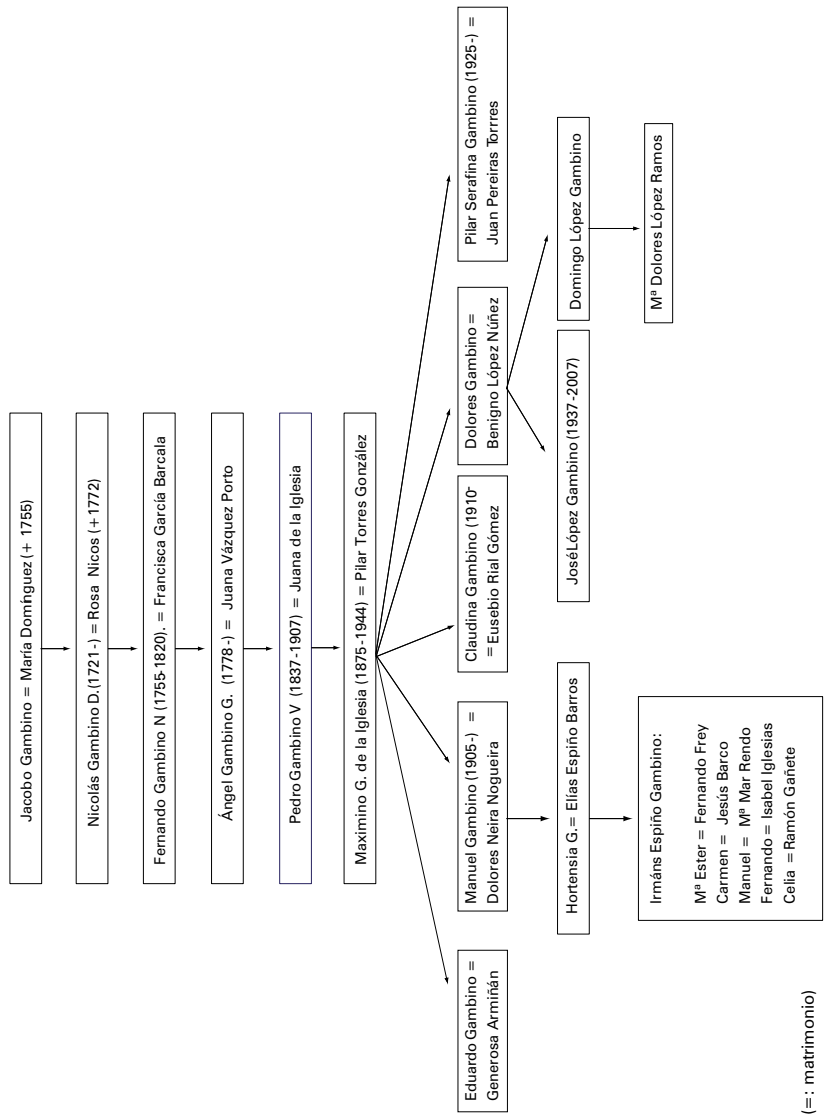 Jacobo Gambino = María Domínguez (+ 1755)
Nicolás Gambino D.(1721-) = Rosa Nicos (+1772)
Fernando Gambino N (1755-1820). = Francisca García Barcala
Ángel Gambino G. (1778-) = Juana Vázquez Porto
Pedro Gambino V (1837-1907) = Juana de la Iglesia
Maximino G. de la Iglesia (1875-1944) = Pilar Torres González
Eduardo Gambino =
Generosa Armiñán
Manuel Gambino (1905-) =
Dolores Neira Nogueira
Claudina Gambino (1910-
= Eusebio Rial Gómez
Dolores Gambino =
Benigno López Núñez
Pilar Serafina Gambino (1925-) =
Juan Pereiras Torrres
Hortensia G.= Elías Espiño Barros
JoséLópez Gambino (1937-2007)
Domingo López Gambino
Irmáns Espiño Gambino:
Mª Ester = Fernando Frey
Carmen = Jesús Barco
Manuel = Mª Mar Rendo
Fernando = Isabel Iglesias
Celia = Ramón Gañete
Mª Dolores López Ramos
(=: matrimonio)